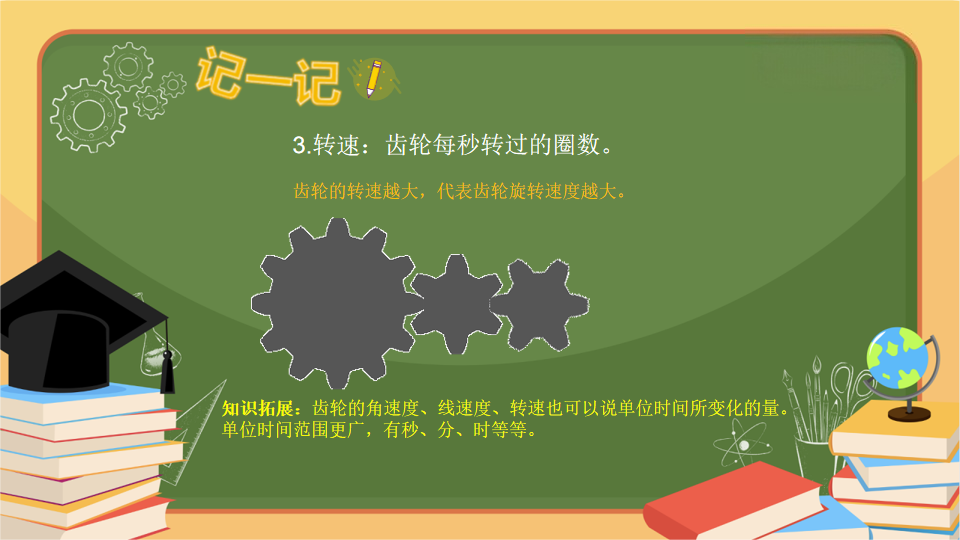 记一记
3.转速：齿轮每秒转过的圈数。
齿轮的转速越大，代表齿轮旋转速度越大。
知识拓展：齿轮的角速度、线速度、转速也可以说单位时间所变化的量。
单位时间范围更广，有秒、分、时等等。